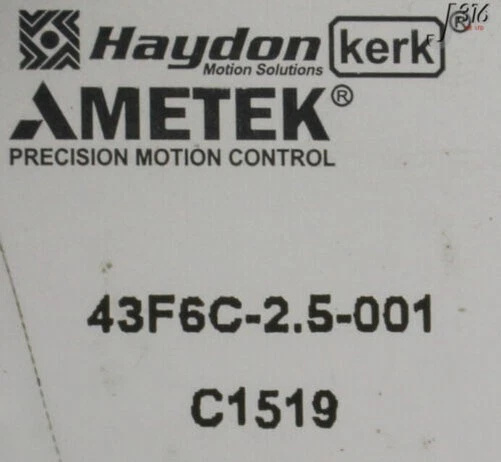 Haydon kerk®
Motion Solutions
AMETEK®
PRECISION MOTION CONTROL
43F6C-2.5-001
C1519